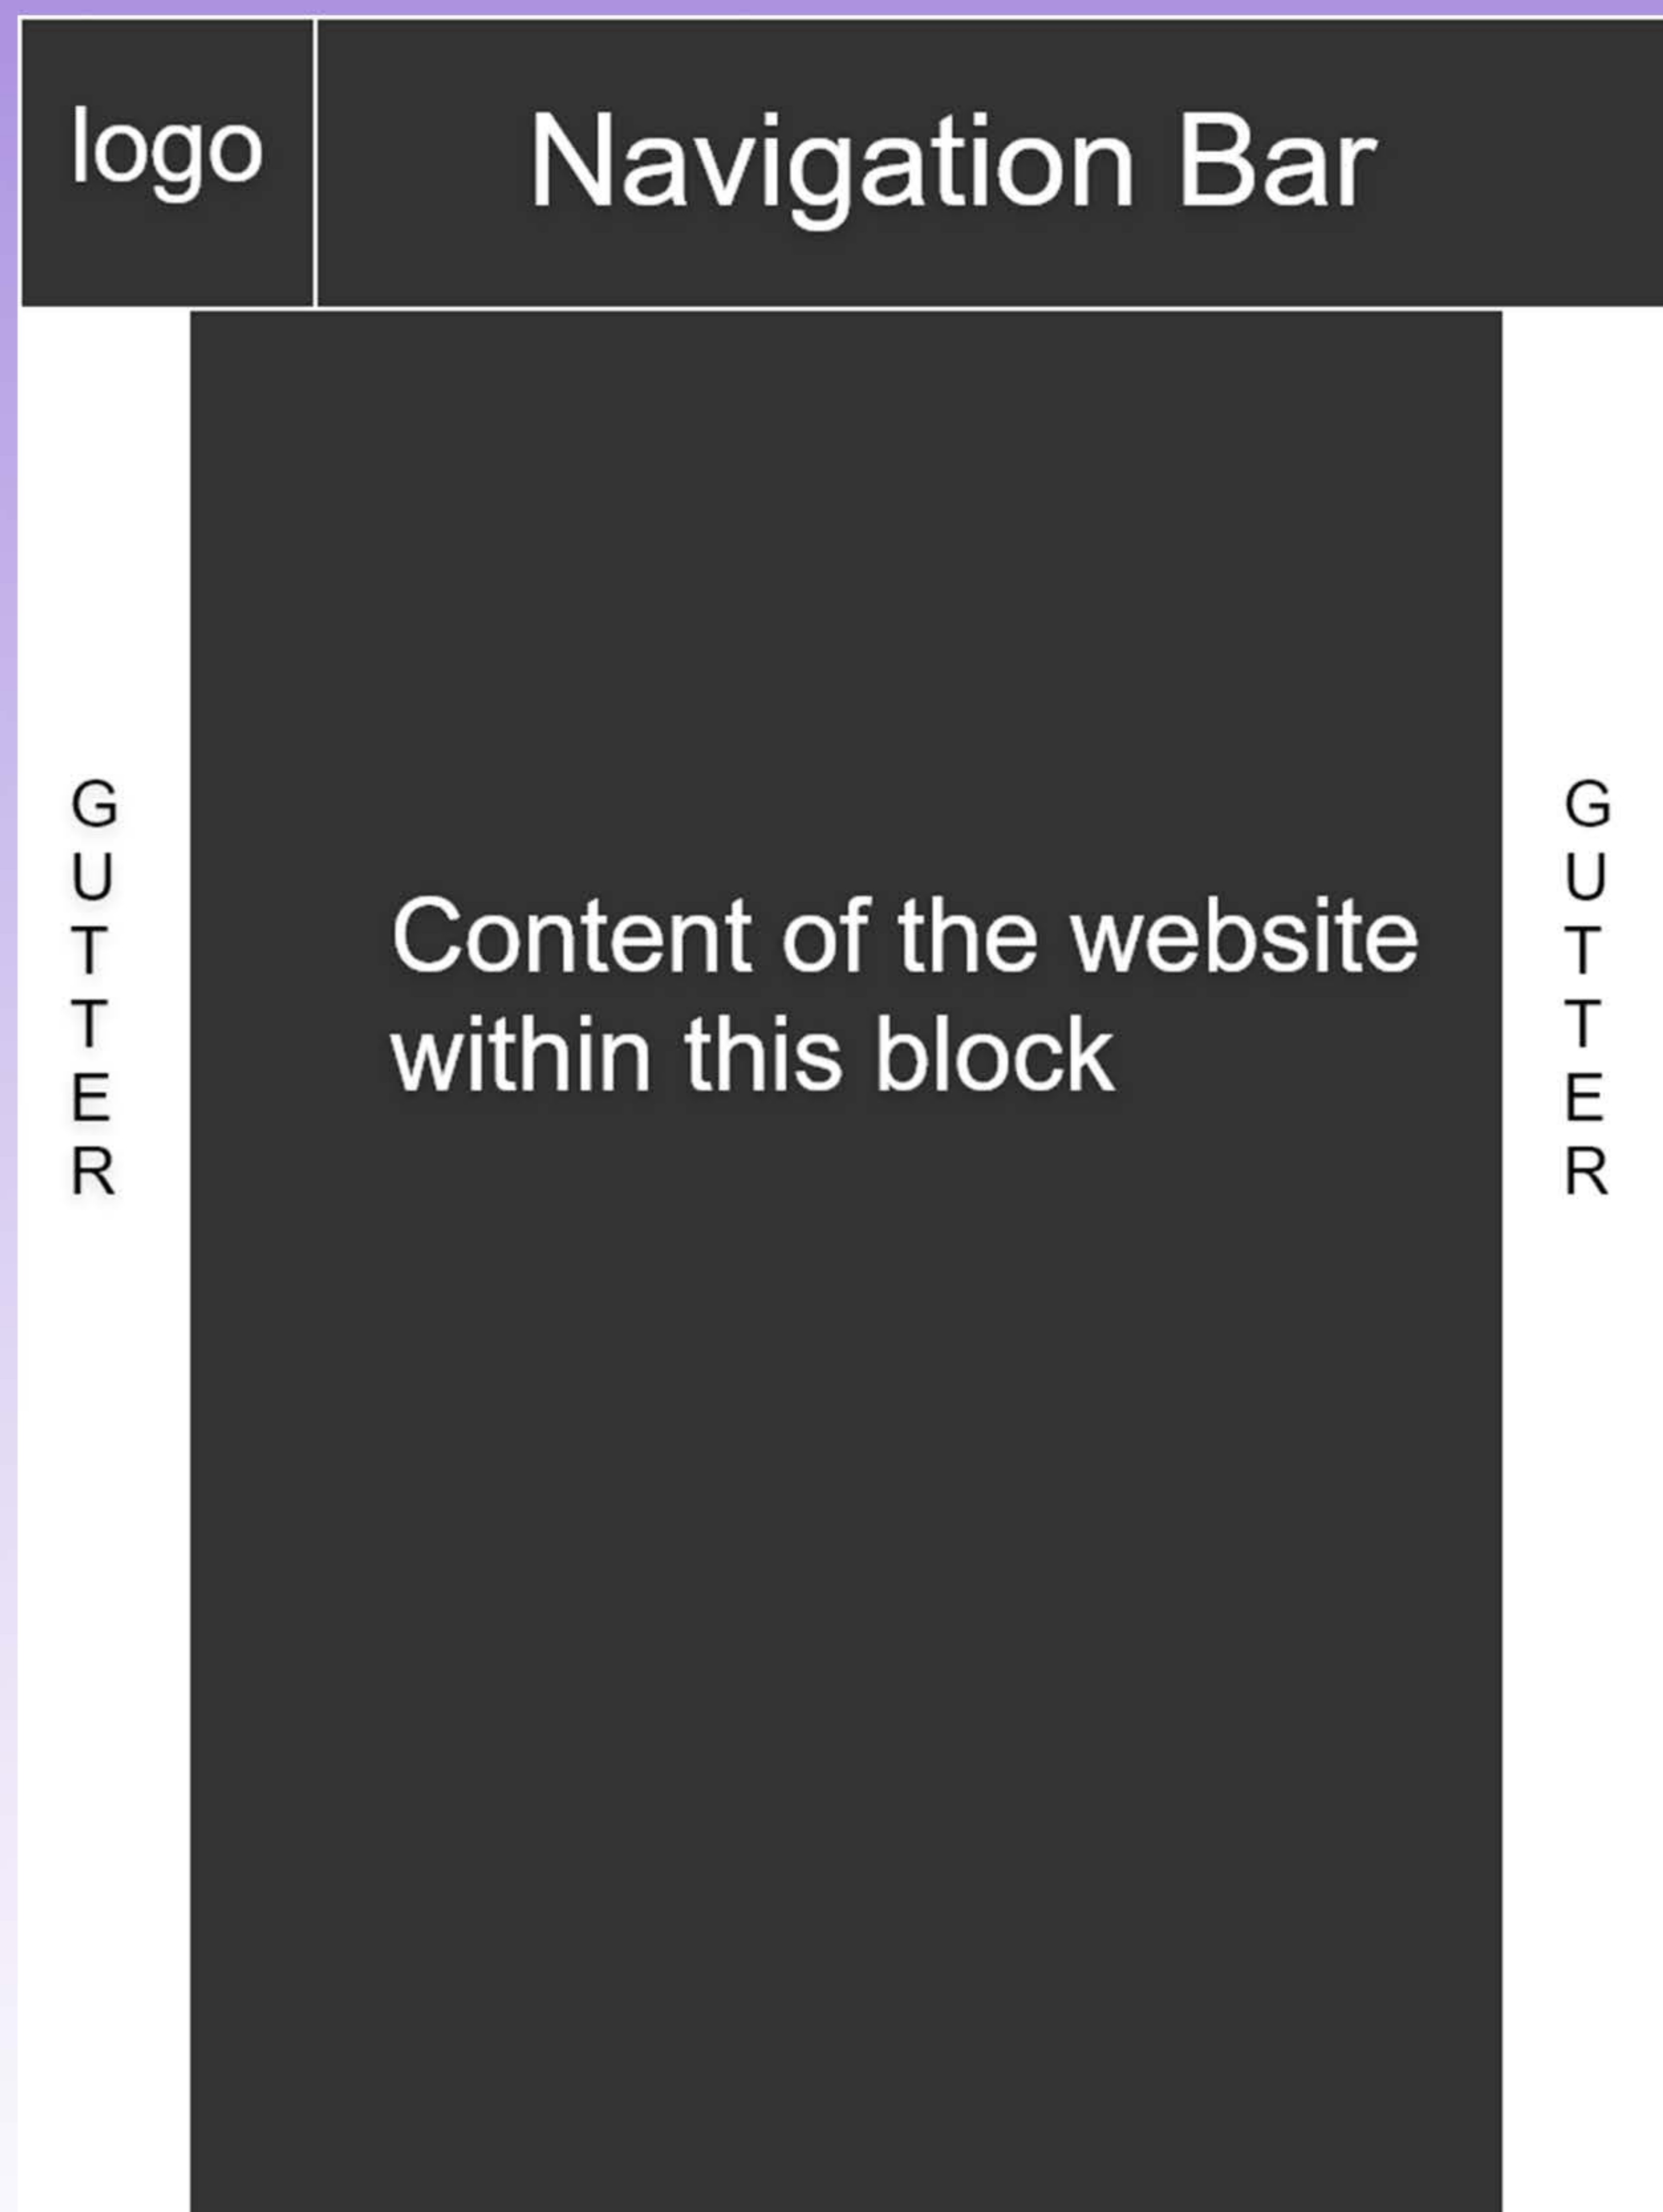 logo
Navigation Bar
G
U
T
T
E
R
Content of the website
within this block
G
U
T
T
E
R